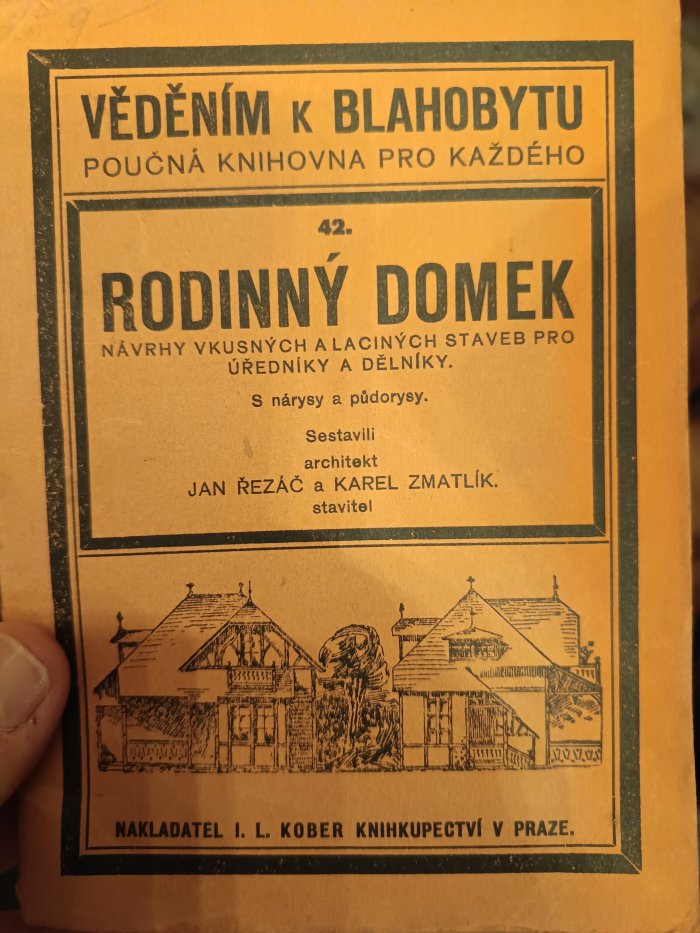 VĚDĚNÍM K BLAHOBYTU
POUČNÁ KNIHOVNA PRO KAŽDÉHO
42.
RODINNÝ DOMEK
NÁVRHY VKUSNÝCH A LACINÝCH STAVEB PRO
ÚŘEDNÍKY A DĚLNÍKY.
S nárysy a půdorysy.
Sestavili
architekt
JAN ŘEZÁČ a KAREL ZMATLÍK.
stavitel
NAKLADATEL I. L. KOBER KNIHKUPECTVÍ V PRAZE.